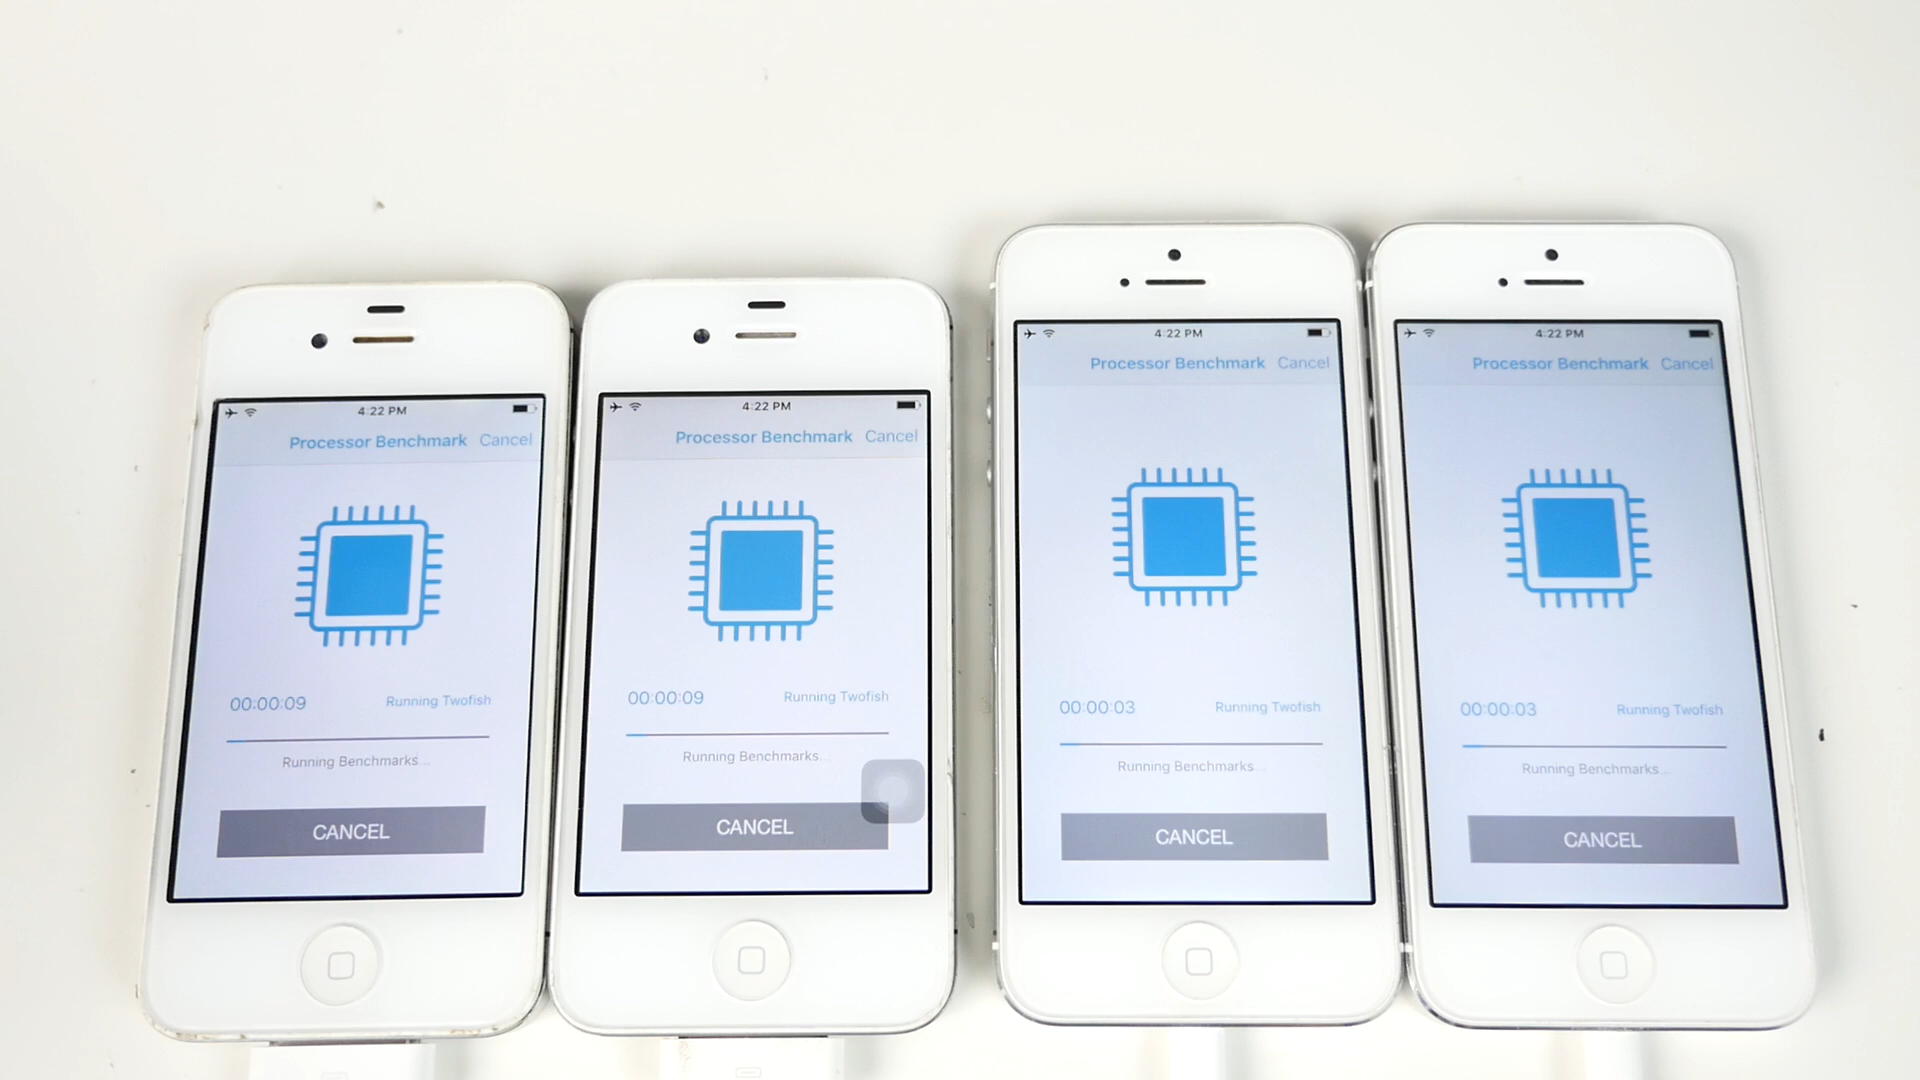 4:22 PM
Processor Benchmark Cancel
00:00:09 Running Twofish
Running Benchmarks...
CANCEL
4:22 PM
Processor Benchmark Cancel
00:00:09 Running Twofish
Running Benchmarks...
CANCEL
4:22 PM
Processor Benchmark Cancel
00:00:03 Running Twofish
Running Benchmarks...
CANCEL
4:22 PM
Processor Benchmark Cancel
00:00:03 Running Twofish
Running Benchmarks...
CANCEL